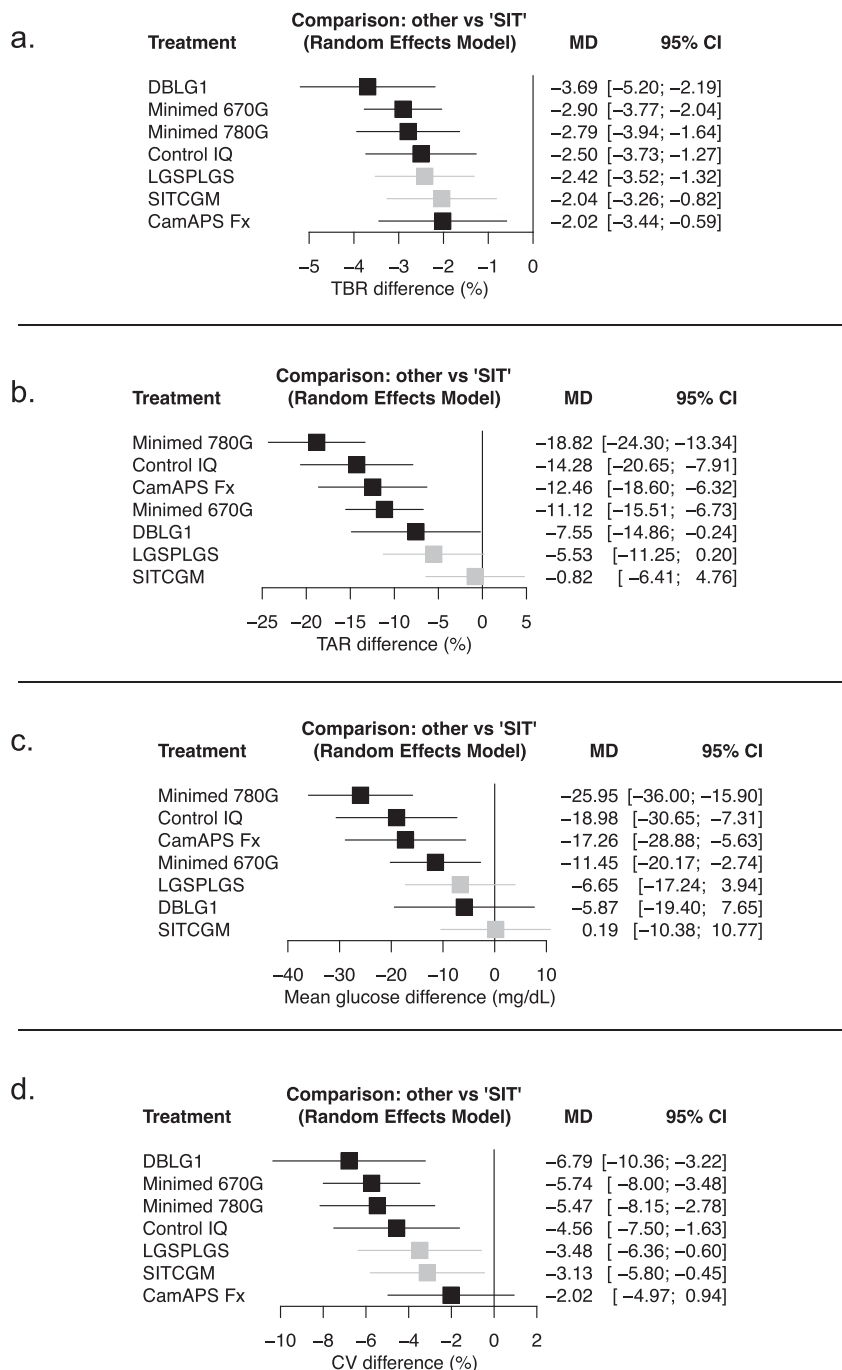 a.
Comparison: other vs 'SIT'
Treatment (Random Effects Model) MD 95% CI
DBLG1 −3.69 [−5.20; −2.19]
Minimed 670G −2.90 [−3.77; −2.04]
Minimed 780G −2.79 [−3.94; −1.64]
Control IQ −2.50 [−3.73; −1.27]
LGSPLGS −2.42 [−3.52; −1.32]
SITCGM −2.04 [−3.26; −0.82]
CamAPS Fx −2.02 [−3.44; −0.59]
−5 −4 −3 −2 −1 0
TBR difference (%)
b.
Comparison: other vs 'SIT'
Treatment (Random Effects Model) MD 95% CI
Minimed 780G −18.82 [−24.30; −13.34]
Control IQ −14.28 [−20.65; −7.91]
CamAPS Fx −12.46 [−18.60; −6.32]
Minimed 670G −11.12 [−15.51; −6.73]
DBLG1 −7.55 [−14.86; −0.24]
LGSPLGS −5.53 [−11.25; 0.20]
SITCGM −0.82 [ −6.41; 4.76]
−25 −20 −15 −10 −5 0 5
TAR difference (%)
c.
Comparison: other vs 'SIT'
Treatment (Random Effects Model) MD 95% CI
Minimed 780G −25.95 [−36.00; −15.90]
Control IQ −18.98 [−30.65; −7.31]
CamAPS Fx −17.26 [−28.88; −5.63]
Minimed 670G −11.45 [−20.17; −2.74]
LGSPLGS −6.65 [−17.24; 3.94]
DBLG1 −5.87 [−19.40; 7.65]
SITCGM 0.19 [−10.38; 10.77]
−40 −30 −20 −10 0 10
Mean glucose difference (mg/dL)
d.
Comparison: other vs 'SIT'
Treatment (Random Effects Model) MD 95% CI
DBLG1 −6.79 [−10.36; −3.22]
Minimed 670G −5.74 [ −8.00; −3.48]
Minimed 780G −5.47 [ −8.15; −2.78]
Control IQ −4.56 [ −7.50; −1.63]
LGSPLGS −3.48 [ −6.36; −0.60]
SITCGM −3.13 [ −5.80; −0.45]
CamAPS Fx −2.02 [ −4.97; 0.94]
−10 −8 −6 −4 −2 0 2
CV difference (%)